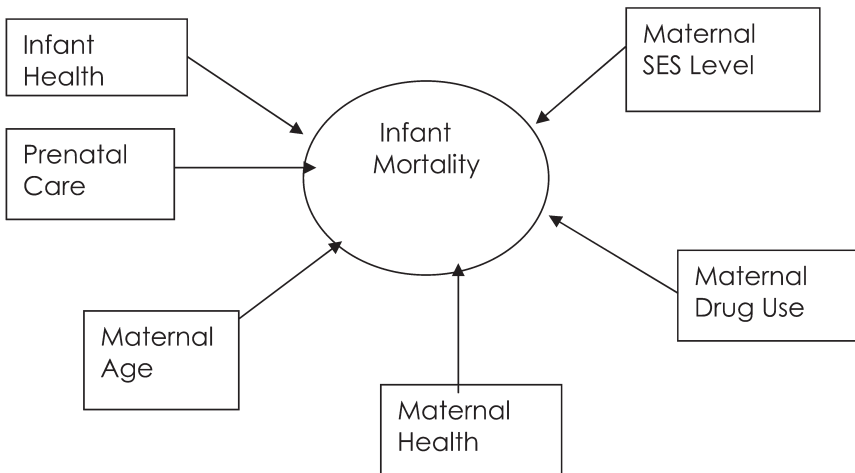 Infant
Health
Prenatal
Care
Maternal
Age
Infant
Mortality
Maternal
Health
Maternal
SES Level
Maternal
Drug Use